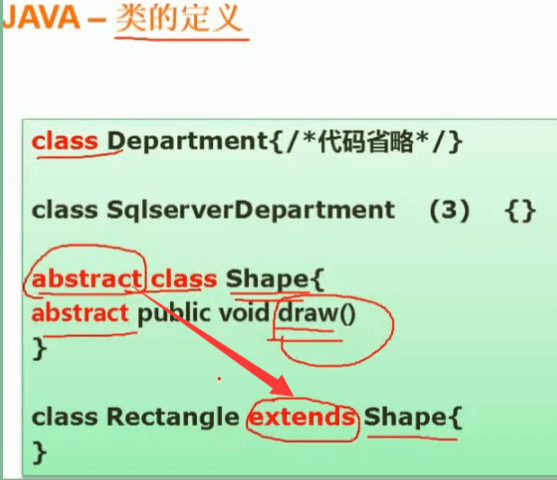 JAVA – 类的定义
class Department{/*代码省略*/}
class SqlserverDepartment (3) {}
abstract class Shape{
abstract public void draw()
}
class Rectangle extends Shape{
}